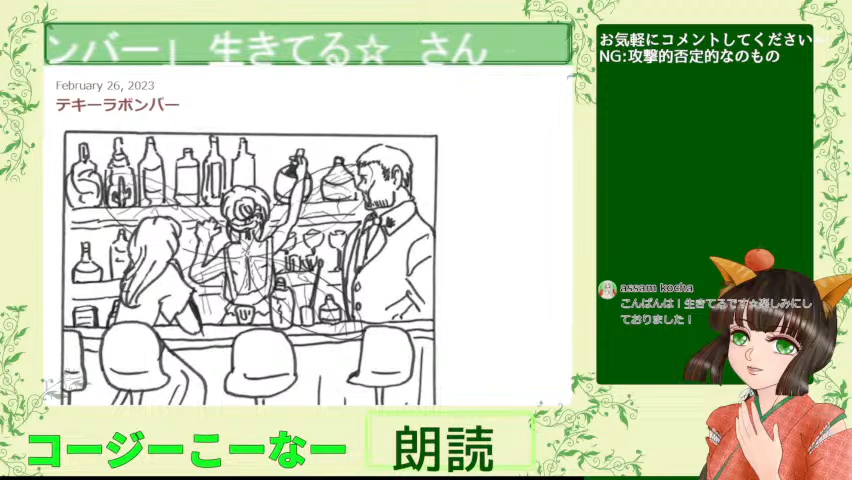 ンバー」 生きてる☆ さん
February 26, 2023
テキーラボンバー
お気軽にコメントしてください
NG:攻撃的否定的なのもの
assam kocha
こんばんは！生きてるです☆楽しみにし
ておりました！
コージーこーなー
朗読